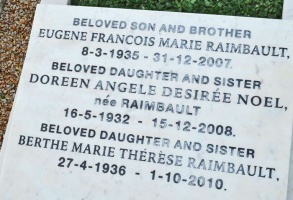 BELOVED SON AND BROTHER
EUGENE FRANCOIS MARIE RAIMBAULT,
8-3-1935 - 31-12-2007.
BELOVED DAUGHTER AND SISTER
DOREEN ANGELE DESIRÉE NOEL,
née RAIMBAULT
16-5-1932 - 15-12-2008.
BELOVED DAUGHTER AND SISTER
BERTHE MARIE THÉRÈSE RAIMBAULT,
27-4-1936 - 1-10-2010.